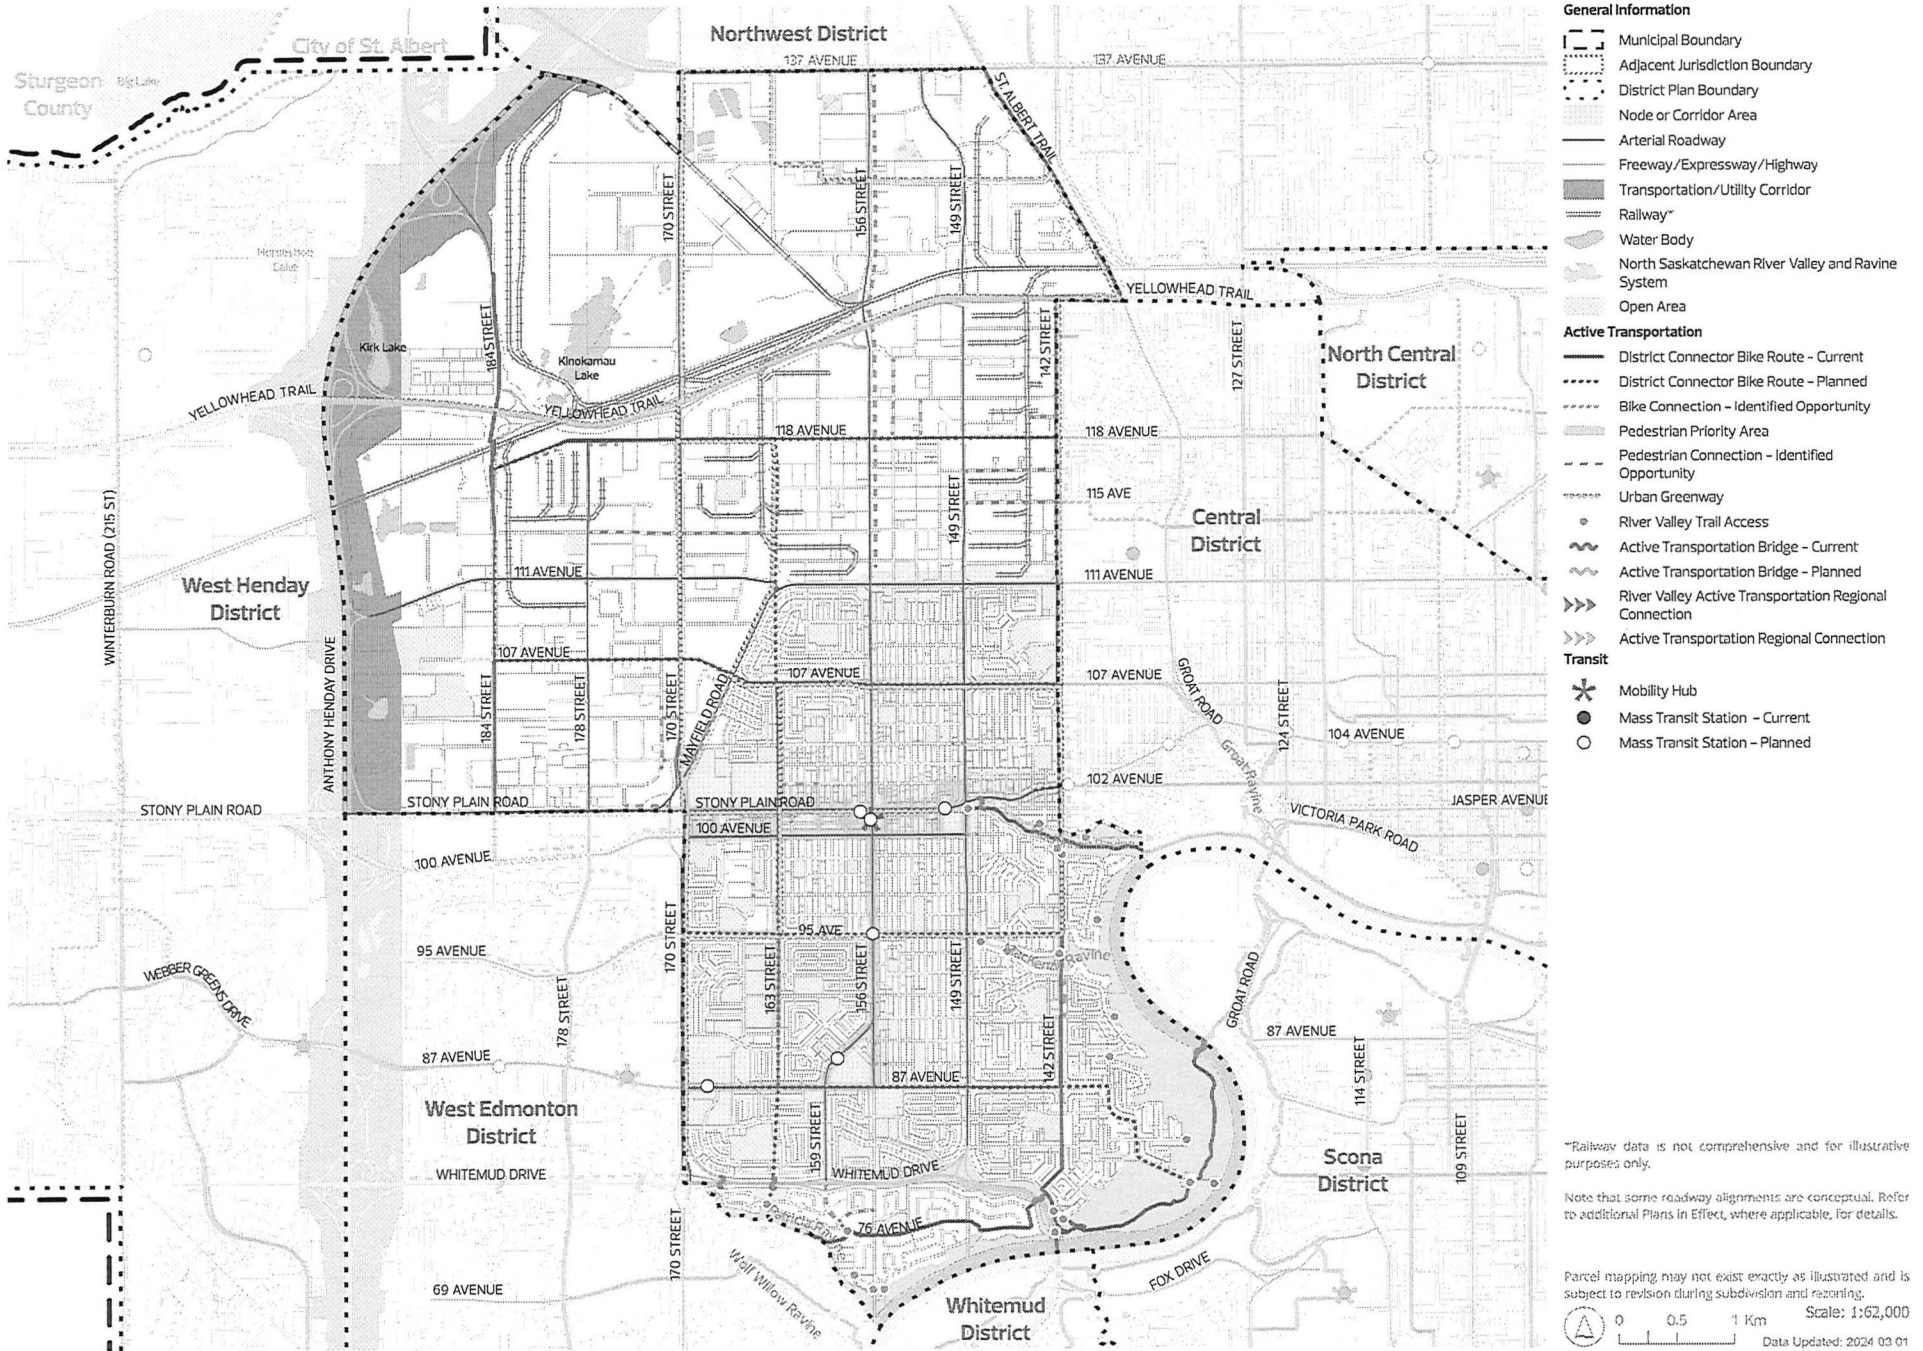 General Information
Municipal Boundary
Adjacent Jurisdiction Boundary
District Plan Boundary
Node or Corridor Area
Arterial Roadway
Freeway/Expressway/Highway
Transportation/Utility Corridor
Railway*
Water Body
North Saskatchewan River Valley and Ravine
System
Open Area
Active Transportation
District Connector Bike Route - Current
District Connector Bike Route - Planned
Bike Connection - Identified Opportunity
Pedestrian Priority Area
Pedestrian Connection - Identified
Opportunity
Urban Greenway
River Valley Trail Access
Active Transportation Bridge - Current
Active Transportation Bridge - Planned
River Valley Active Transportation Regional
Connection
Active Transportation Regional Connection
Transit
Mobility Hub
Mass Transit Station - Current
Mass Transit Station - Planned
*Railway data is not comprehensive and for illustrative
purposes only.
Note that some roadway alignments are conceptual. Refer
to additional Plans in Effect, where applicable, for details.
Parcel mapping may not exist exactly as illustrated and is
subject to revision during subdivision and rezoning.
Scale: 1:62,000
0 0.5 1 Km
Data Updated: 2024 03 01
Northwest District
City of St. Albert
Sturgeon
County
Big Lake
137 AVENUE
137 AVENUE
ST. ALBERT TRAIL
170 STREET
156 STREET
149 STREET
Horseshoe
Lake
YELLOWHEAD TRAIL
184 STREET
Kirk Lake
Kinokamau
Lake
142 STREET
127 STREET
North Central
District
YELLOWHEAD TRAIL
YELLOWHEAD TRAIL
118 AVENUE
118 AVENUE
WINTERBURN ROAD (215 ST)
149 STREET
115 AVE
Central
District
West Henday
District
111 AVENUE
111 AVENUE
ANTHONY HENDAY DRIVE
107 AVENUE
107 AVENUE
107 AVENUE
184 STREET
178 STREET
170 STREET
MAYFIELD ROAD
GROAT ROAD
124 STREET
104 AVENUE
Groat Ravine
102 AVENUE
STONY PLAIN ROAD
STONY PLAIN ROAD
STONY PLAIN ROAD
JASPER AVENUE
VICTORIA PARK ROAD
100 AVENUE
100 AVENUE
95 AVENUE
95 AVE
170 STREET
163 STREET
156 STREET
149 STREET
MacKenzie Ravine
WEBBER GREENS DRIVE
178 STREET
GROAT ROAD
87 AVENUE
87 AVENUE
87 AVENUE
142 STREET
114 STREET
109 STREET
West Edmonton
District
159 STREET
WHITEMUD DRIVE
WHITEMUD DRIVE
Scona
District
Patricia Ravine
76 AVENUE
170 STREET
Wolf Willow Ravine
69 AVENUE
FOX DRIVE
Whitemud
District